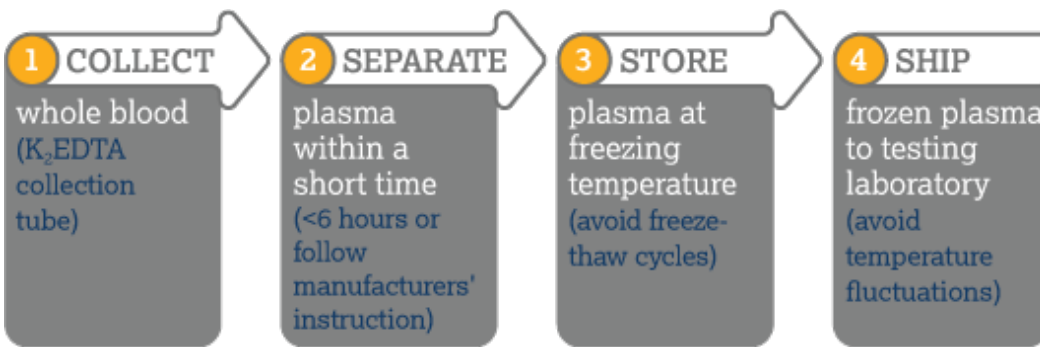 1 COLLECT
whole blood
(K₂EDTA
collection
tube)
2 SEPARATE
plasma
within a
short time
(<6 hours or
follow
manufacturers'
instruction)
3 STORE
plasma at
freezing
temperature
(avoid freeze-
thaw cycles)
4 SHIP
frozen plasma
to testing
laboratory
(avoid
temperature
fluctuations)